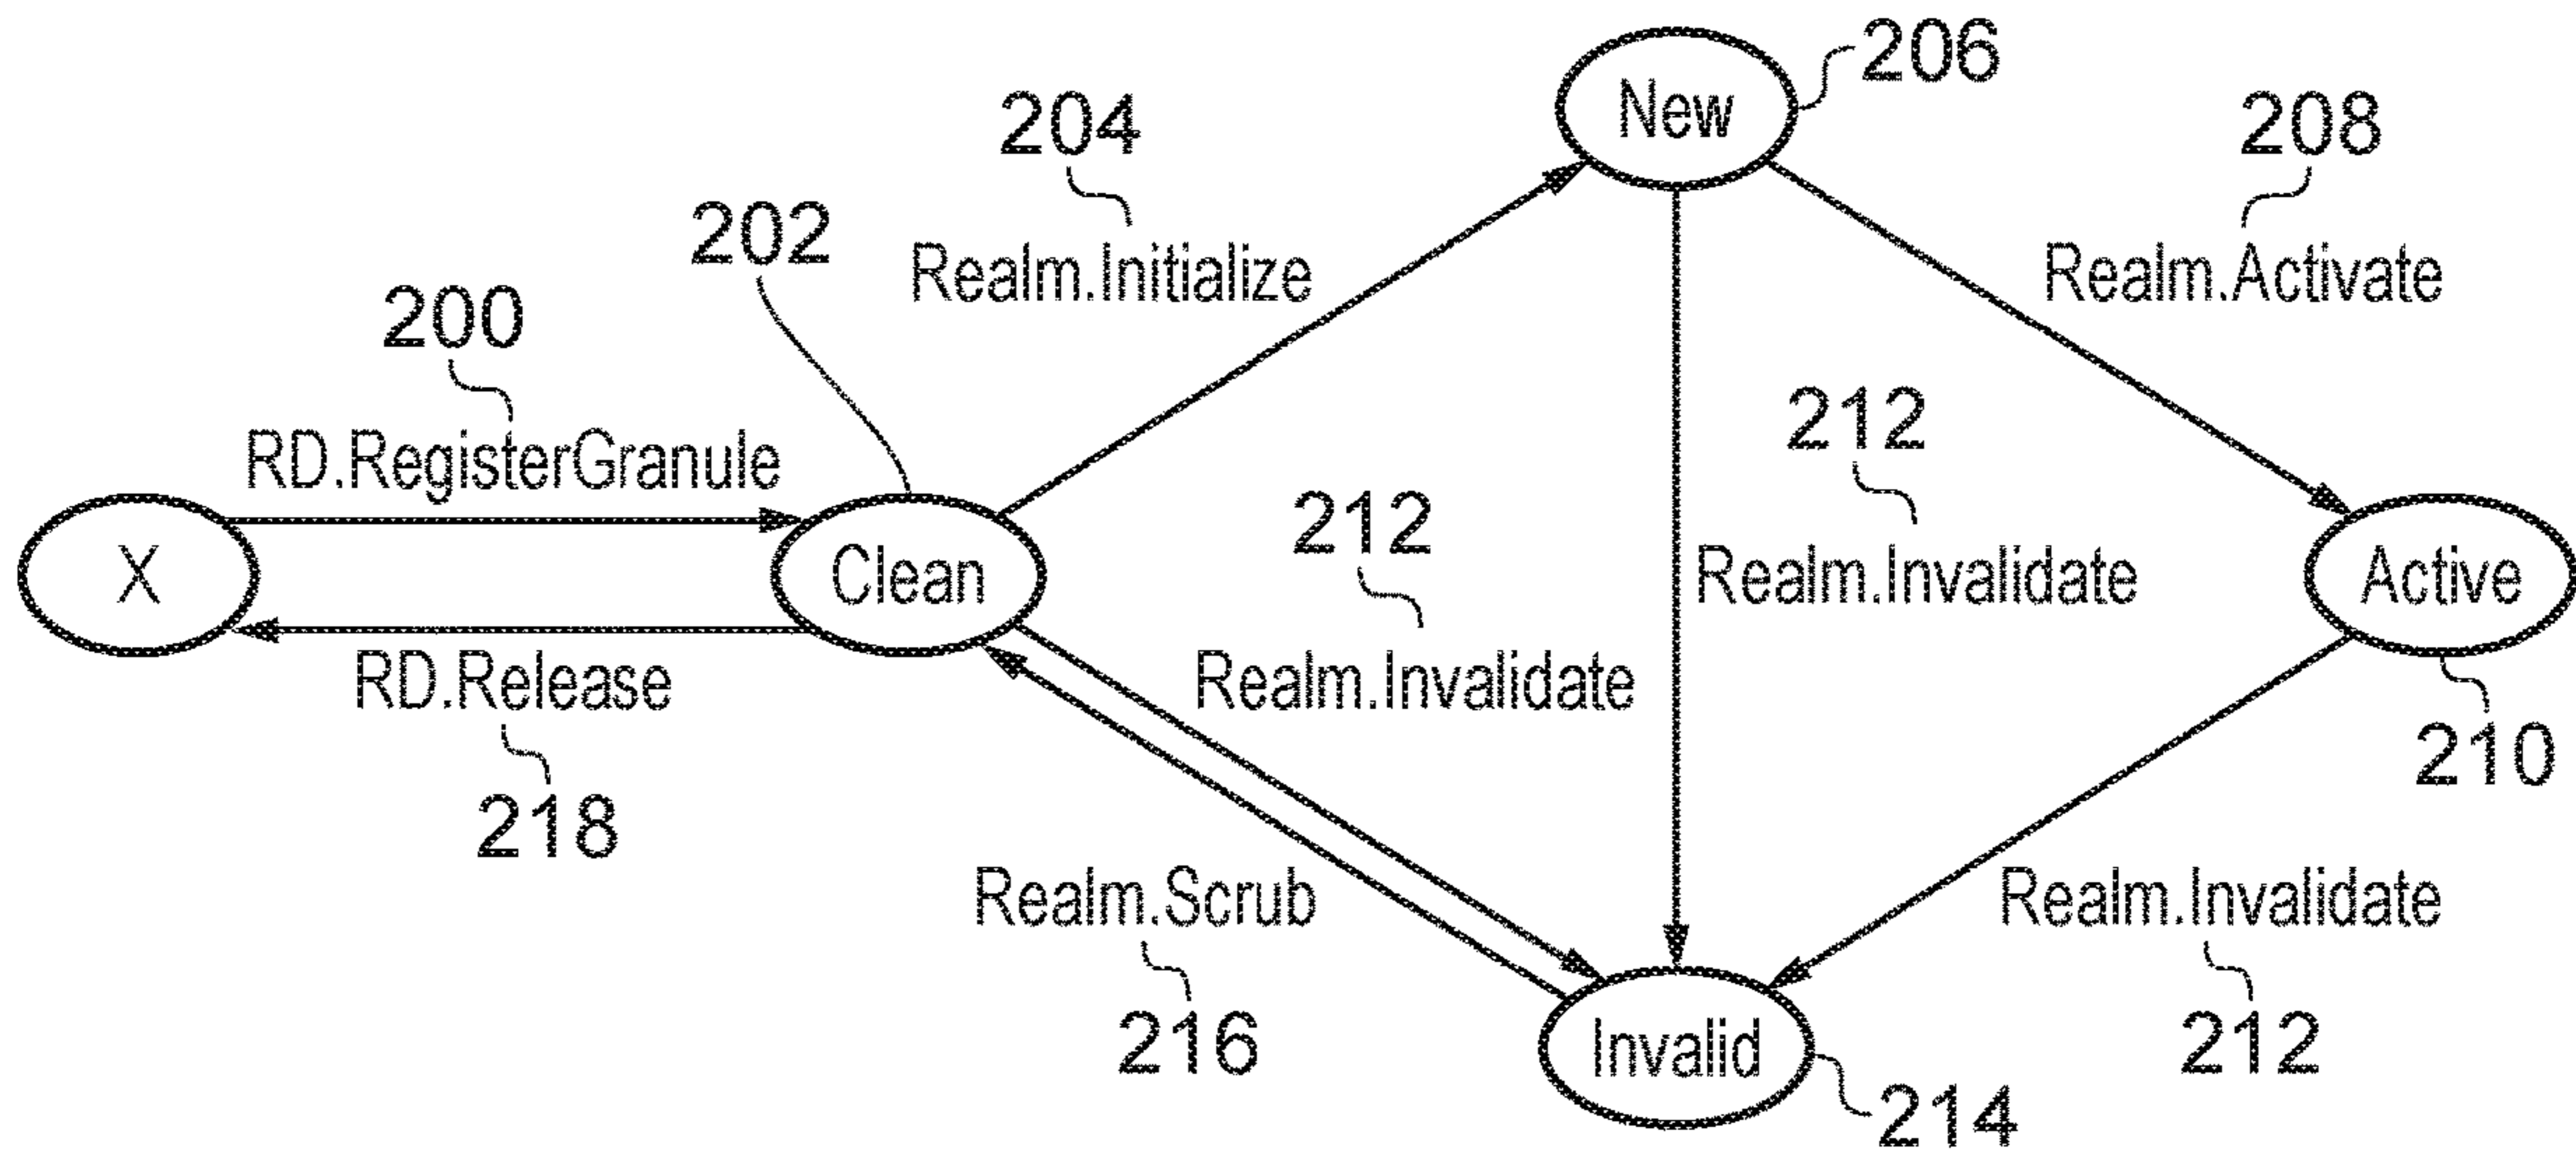 206
New
204
208
202
Realm.Initialize
Realm.Activate
200
212
RD.RegisterGranule
212
X
Clean
Realm.Invalidate
Active
RD.Release
Realm.Invalidate
210
218
Realm.Scrub
Realm.Invalidate
216
Invalid
212
214